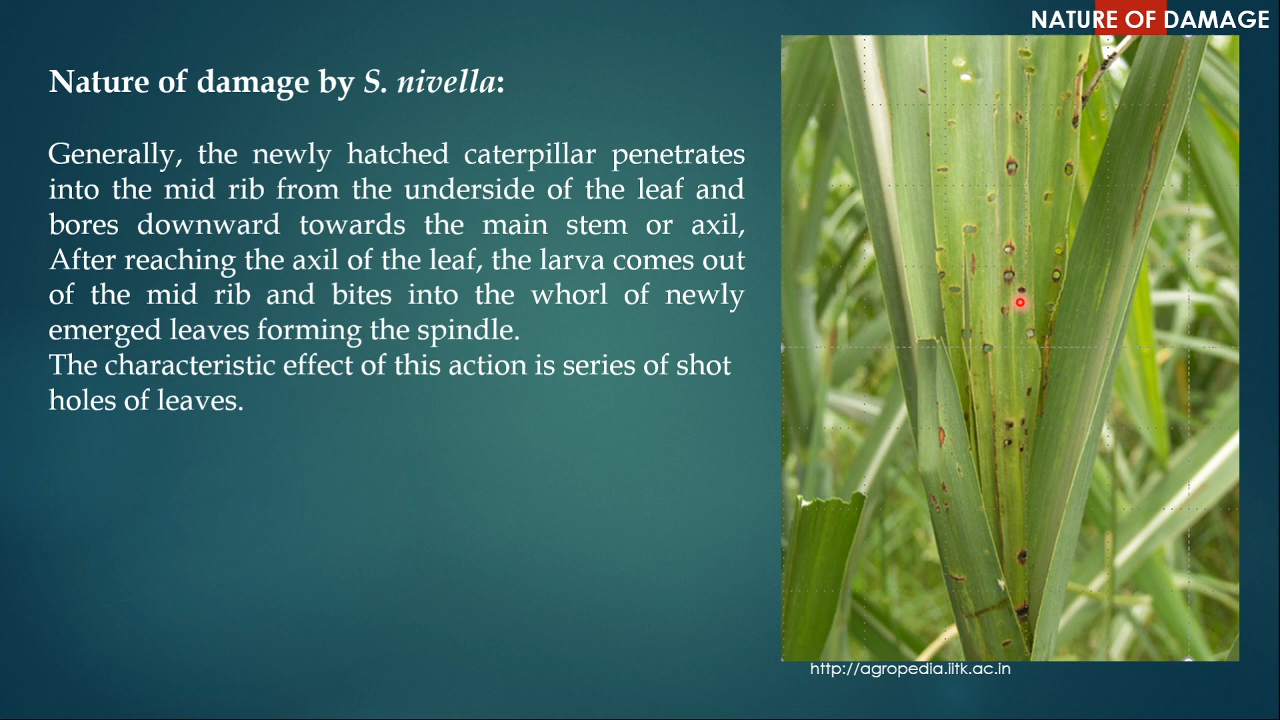 NATURE OF DAMAGE
Nature of damage by S. nivella:
Generally, the newly hatched caterpillar penetrates
into the mid rib from the underside of the leaf and
bores downward towards the main stem or axil,
After reaching the axil of the leaf, the larva comes out
of the mid rib and bites into the whorl of newly
emerged leaves forming the spindle.
The characteristic effect of this action is series of shot
holes of leaves.
http://agropedia.iitk.ac.in